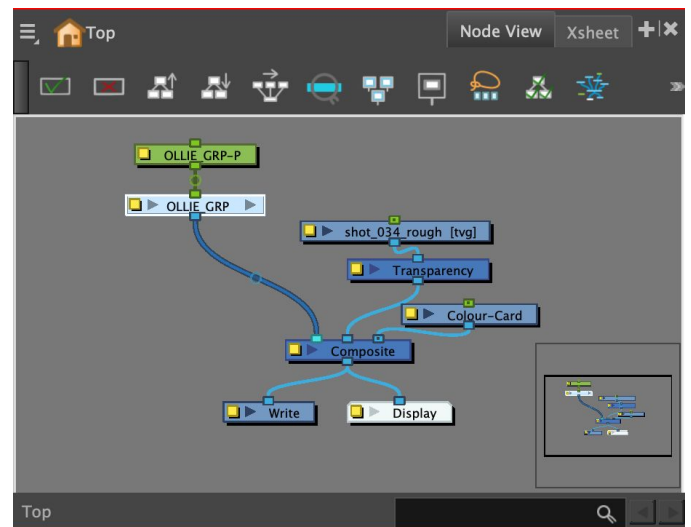 Top
Node View
Xsheet
OLLIE_GRP-P
OLLIE_GRP
shot_034_rough [tvg]
Transparency
Colour-Card
Composite
Write
Display
Top